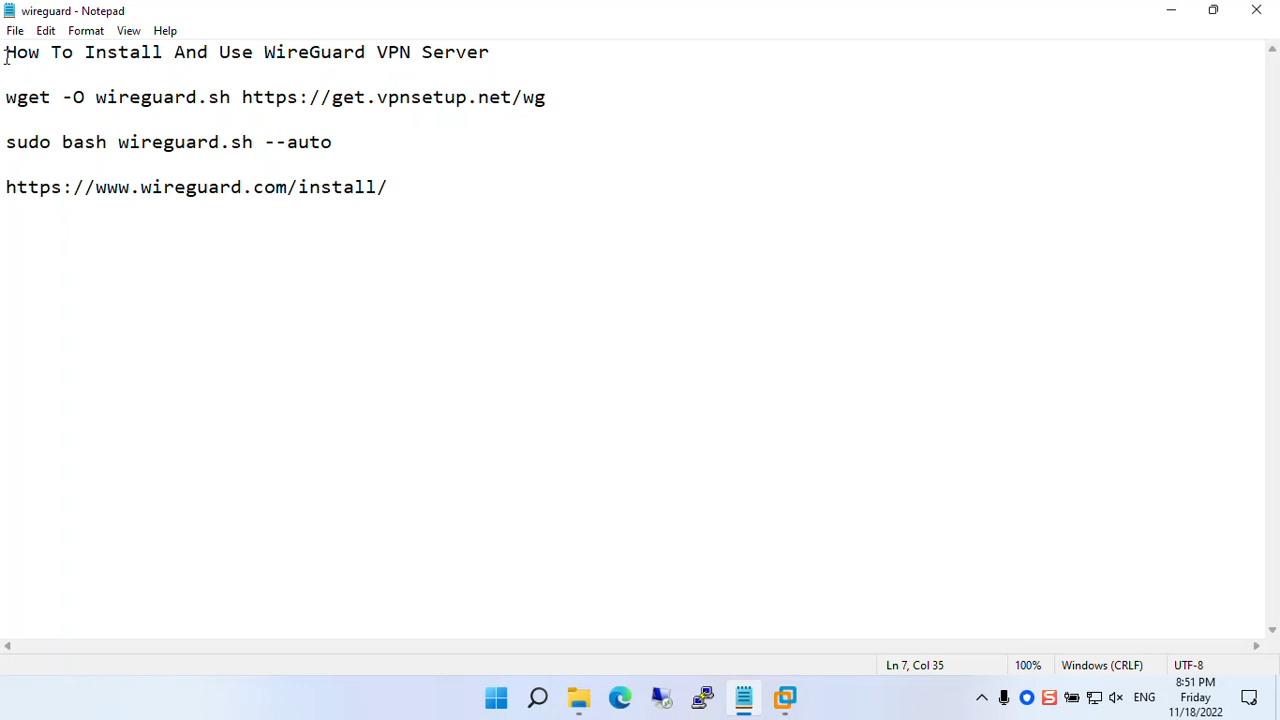 wireguard - Notepad
File Edit Format View Help
How To Install And Use WireGuard VPN Server
wget -O wireguard.sh https://get.vpnsetup.net/wg
sudo bash wireguard.sh --auto
https://www.wireguard.com/install/
Ln 7, Col 35 100% Windows (CRLF) UTF-8
ENG
8:51 PM
Friday
11/18/2022